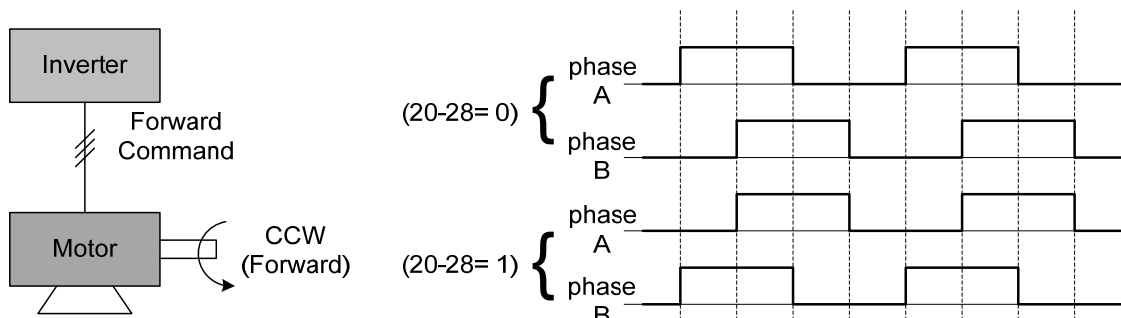 Inverter
Forward
Command
Motor
CCW
(Forward)
(20-28= 0)
{
phase
A
phase
B
(20-28= 1)
{
phase
A
phase
B